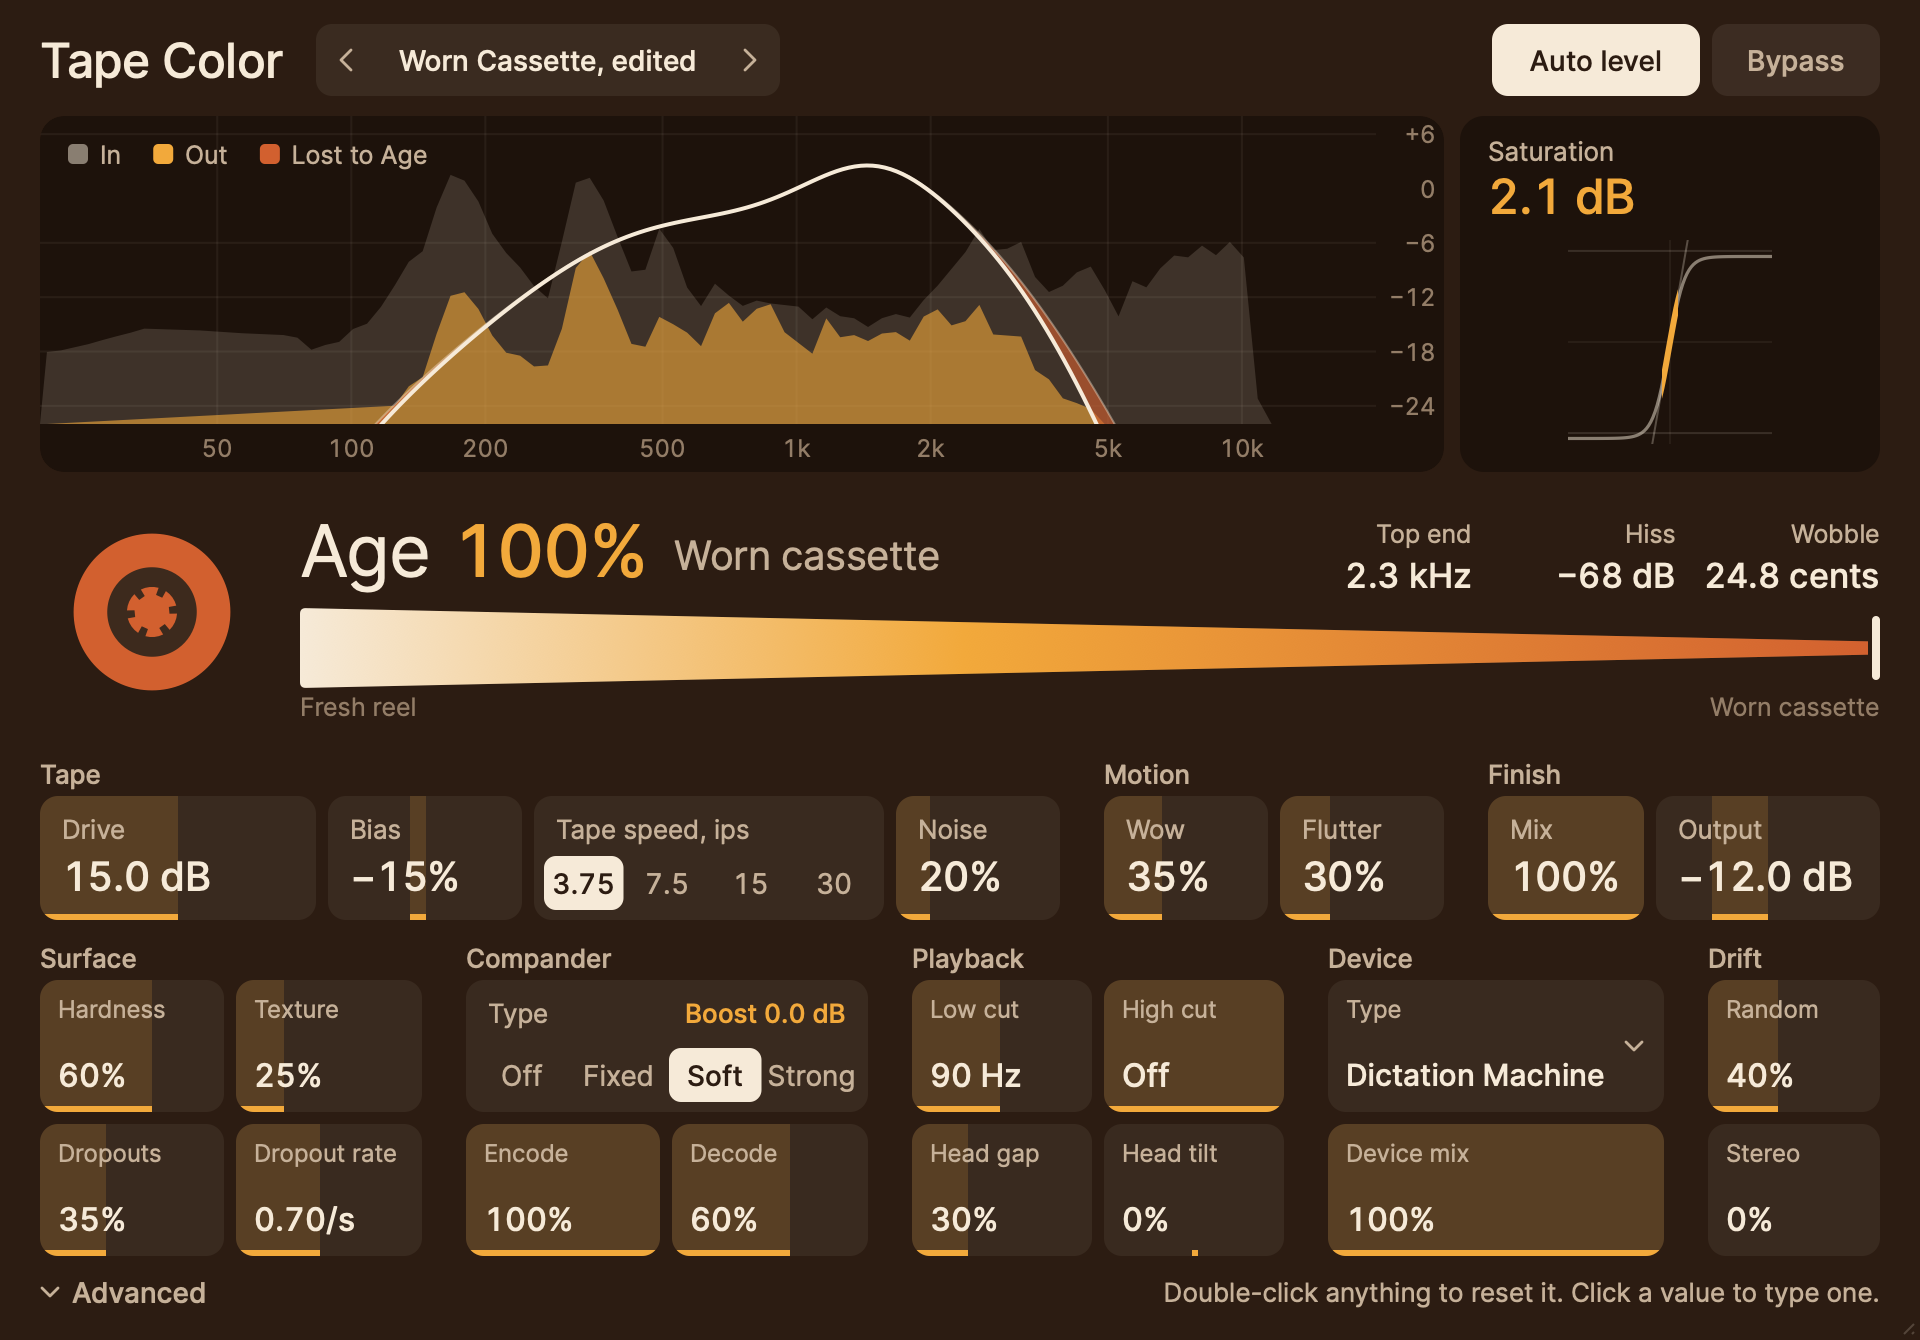 Tape Color
Worn Cassette, edited
Auto level
Bypass
In
Out
Lost to Age
+6
0
−6
−12
−18
−24
50
100
200
500
1k
2k
5k
10k
Saturation
2.1 dB
Age 100% Worn cassette
Top end
2.3 kHz
Hiss
−68 dB
Wobble
24.8 cents
Fresh reel
Worn cassette
Tape
Drive
15.0 dB
Bias
−15%
Tape speed, ips
3.75 7.5 15 30
Noise
20%
Motion
Wow
35%
Flutter
30%
Finish
Mix
100%
Output
−12.0 dB
Surface
Hardness
60%
Texture
25%
Dropouts
35%
Dropout rate
0.70/s
Compander
Type
Boost 0.0 dB
Off Fixed Soft Strong
Encode
100%
Decode
60%
Playback
Low cut
90 Hz
High cut
Off
Head gap
30%
Head tilt
0%
Device
Type
Dictation Machine
Device mix
100%
Drift
Random
40%
Stereo
0%
Advanced
Double-click anything to reset it. Click a value to type one.